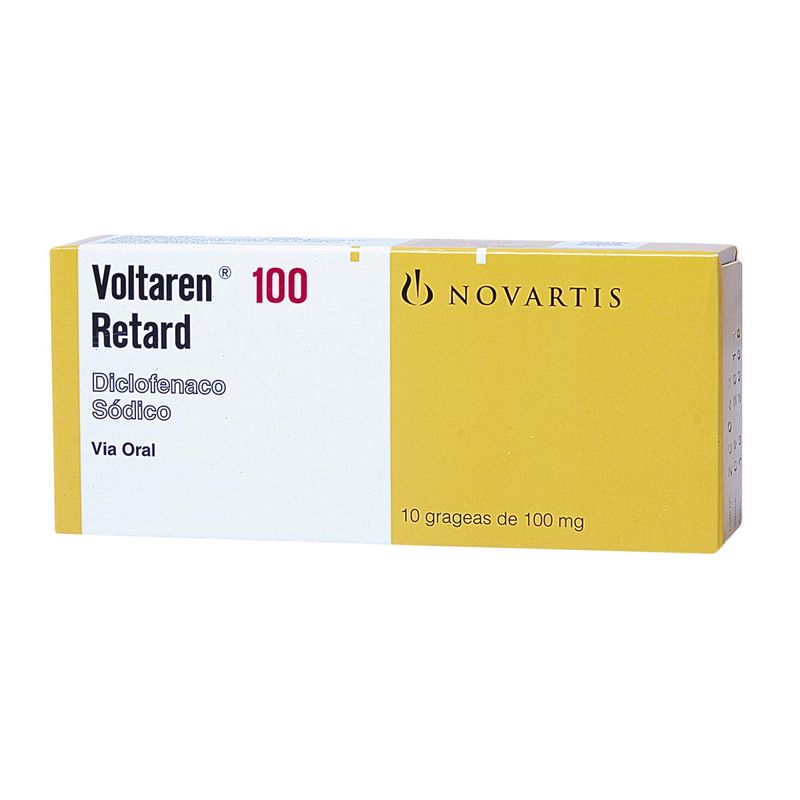 Voltaren® 100
Retard
Diclofenaco
Sódico
Via Oral
NOVARTIS
10 grageas de 100 mg